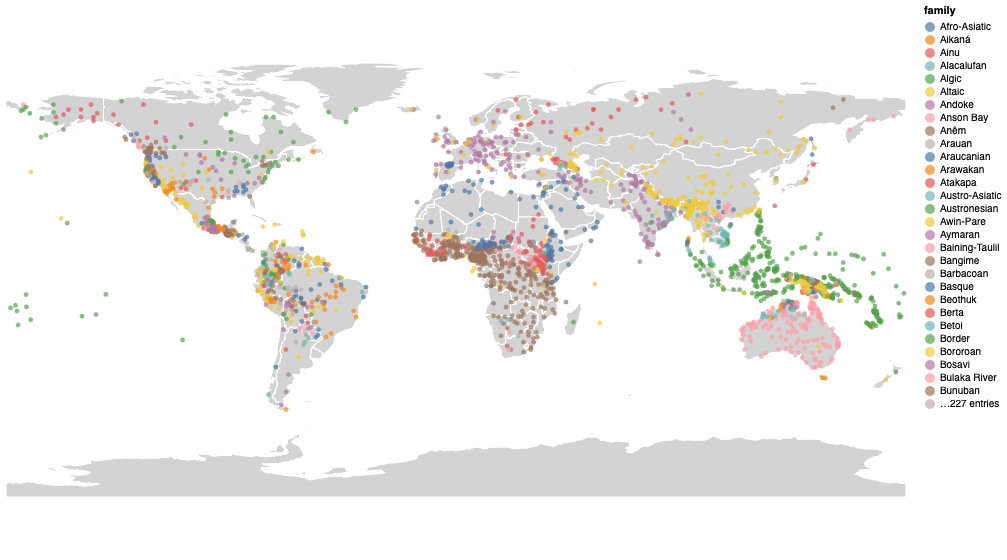 family
Afro-Asiatic
Aikaná
Ainu
Alacalufan
Algic
Altaic
Andoke
Anson Bay
Anêm
Arauan
Araucanian
Arawakan
Atakapa
Austro-Asiatic
Austronesian
Awin-Pare
Aymaran
Baining-Taulil
Bangime
Barbacoan
Basque
Beothuk
Berta
Betoi
Border
Bororoan
Bosavi
Bulaka River
Bunuban
…227 entries